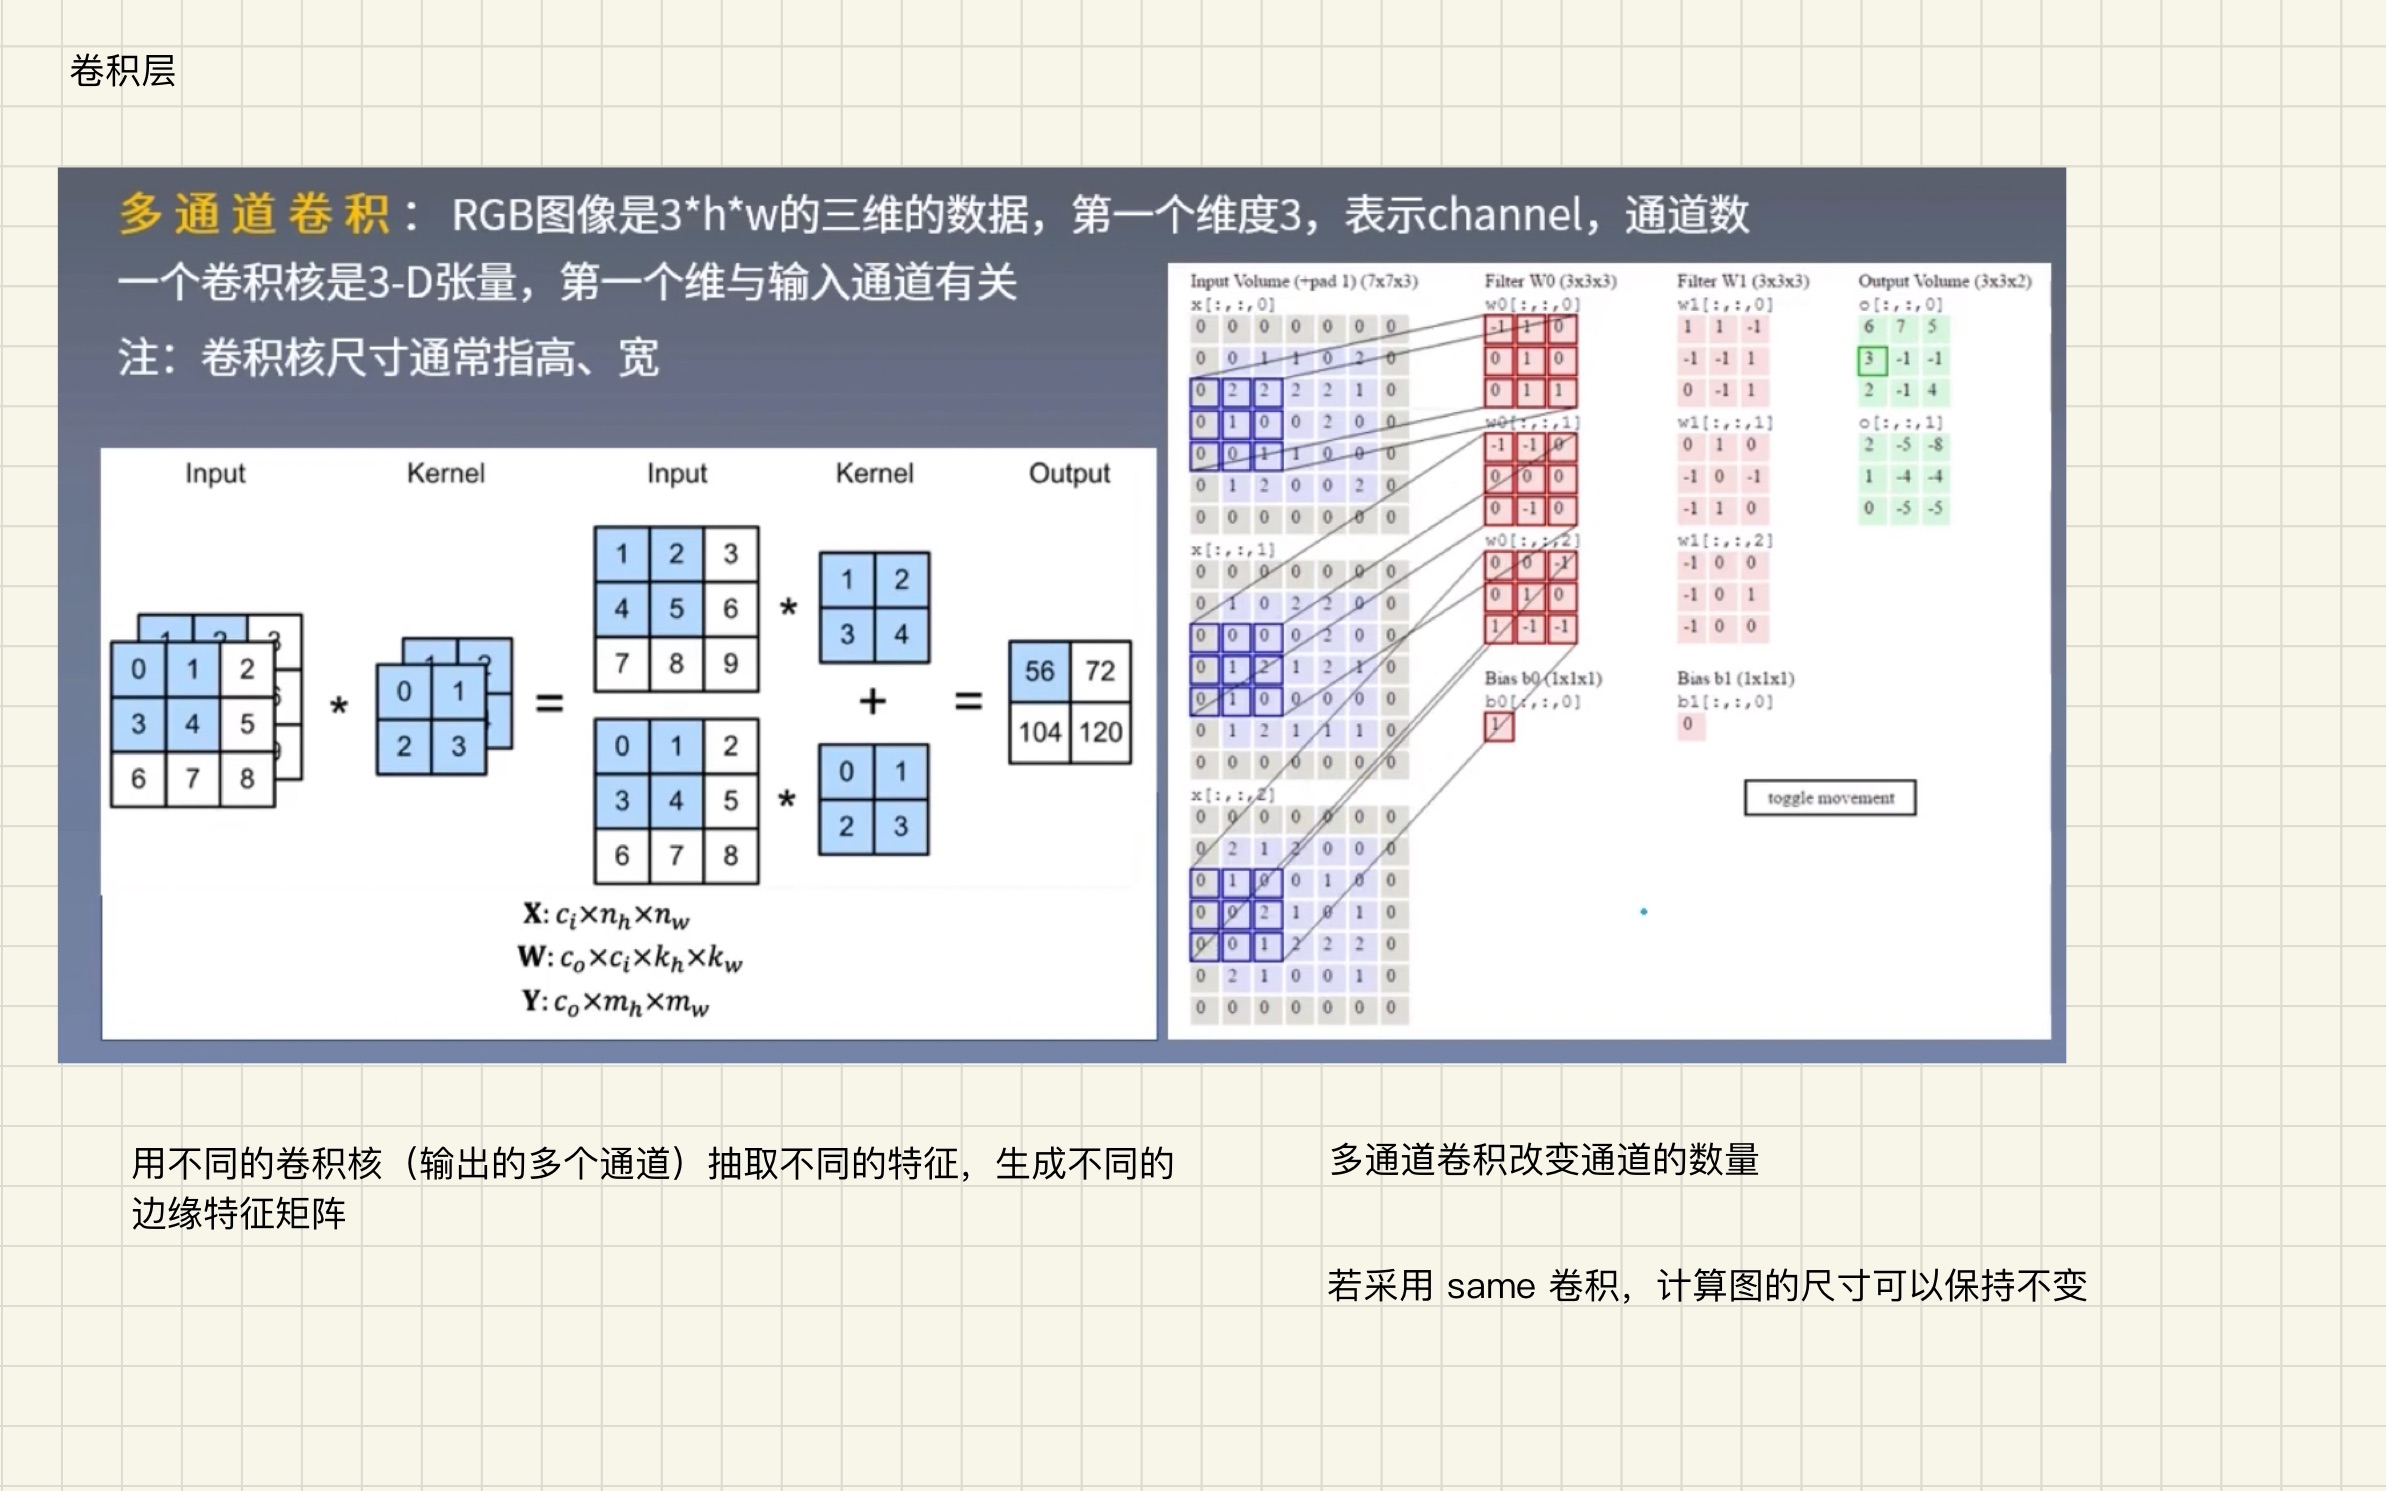 卷积层
多通道卷积：RGB图像是3*h*w的三维的数据，第一个维度3，表示channel，通道数
一个卷积核是3-D张量，第一个维与输入通道有关
注：卷积核尺寸通常指高、宽
Input Kernel Input Kernel Output
1 2 3
0 1 2
3 4 5
6 7 8
*
1 2
0 1
2 3
=
1 2 3
4 5 6
7 8 9
*
1 2
3 4
+
0 1 2
3 4 5
6 7 8
*
0 1
2 3
=
56 72
104 120
X: c_i×n_h×n_w
W: c_o×c_i×k_h×k_w
Y: c_o×m_h×m_w
Input Volume (+pad 1) (7x7x3)
x[:,:,0]
0 0 0 0 0 0 0
0 0 1 1 0 2 0
0 2 2 2 2 1 0
0 1 0 0 2 0 0
0 0 1 1 0 0 0
0 1 2 0 0 2 0
0 0 0 0 0 0 0
x[:,:,1]
0 0 0 0 0 0 0
0 1 0 2 2 0 0
0 0 0 0 2 0 0
0 1 2 1 2 1 0
0 1 0 0 0 0 0
0 1 2 1 1 1 0
0 0 0 0 0 0 0
x[:,:,2]
0 0 0 0 0 0 0
0 2 1 2 0 0 0
0 1 0 0 1 0 0
0 0 2 1 0 1 0
0 0 1 2 2 2 0
0 2 1 0 0 1 0
0 0 0 0 0 0 0
Filter W0 (3x3x3)
w0[:,:,0]
-1 1 0
0 1 0
0 1 1
w0[:,:,1]
-1 -1 0
0 0 0
0 -1 0
w0[:,:,2]
0 0 -1
0 1 0
1 -1 -1
Bias b0 (1x1x1)
b0[:,:,0]
1
Filter W1 (3x3x3)
w1[:,:,0]
1 1 -1
-1 -1 1
0 -1 1
w1[:,:,1]
0 1 0
-1 0 -1
-1 1 0
w1[:,:,2]
-1 0 0
-1 0 1
-1 0 0
Bias b1 (1x1x1)
b1[:,:,0]
0
Output Volume (3x3x2)
o[:,:,0]
6 7 5
3 -1 -1
2 -1 4
o[:,:,1]
2 -5 -8
1 -4 -4
0 -5 -5
toggle movement
用不同的卷积核（输出的多个通道）抽取不同的特征，生成不同的
边缘特征矩阵
多通道卷积改变通道的数量
若采用 same 卷积，计算图的尺寸可以保持不变